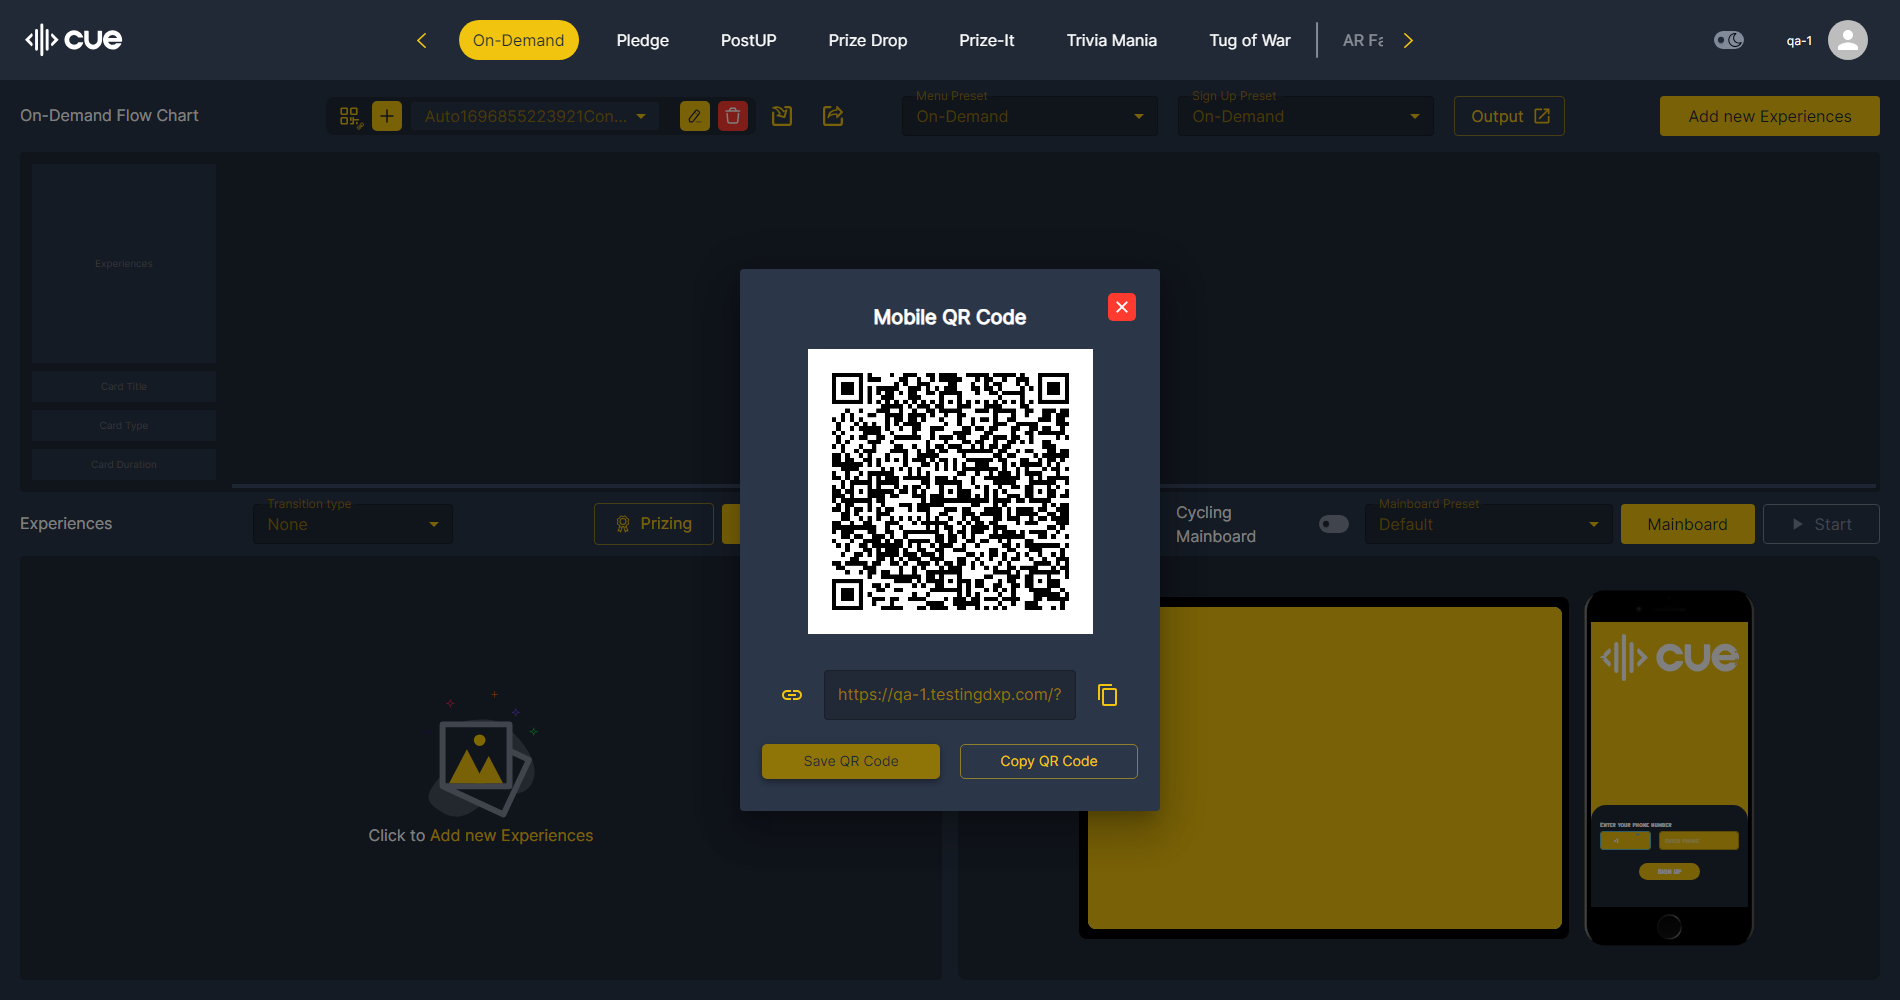 cue
On-Demand
Pledge
PostUP
Prize Drop
Prize-It
Trivia Mania
Tug of War
AR Fa
qa-1
On-Demand Flow Chart
Auto1696855223921Con...
Menu Preset
On-Demand
Sign Up Preset
On-Demand
Output
Add new Experiences
Experiences
Card Title
Card Type
Card Duration
Mobile QR Code
https://qa-1.testingdxp.com/?
Save QR Code
Copy QR Code
Experiences
Transition type
None
Prizing
Cycling
Mainboard
Mainboard Preset
Default
Mainboard
Start
Click to Add new Experiences
cue
Enter your phone number
+1
Sign Up